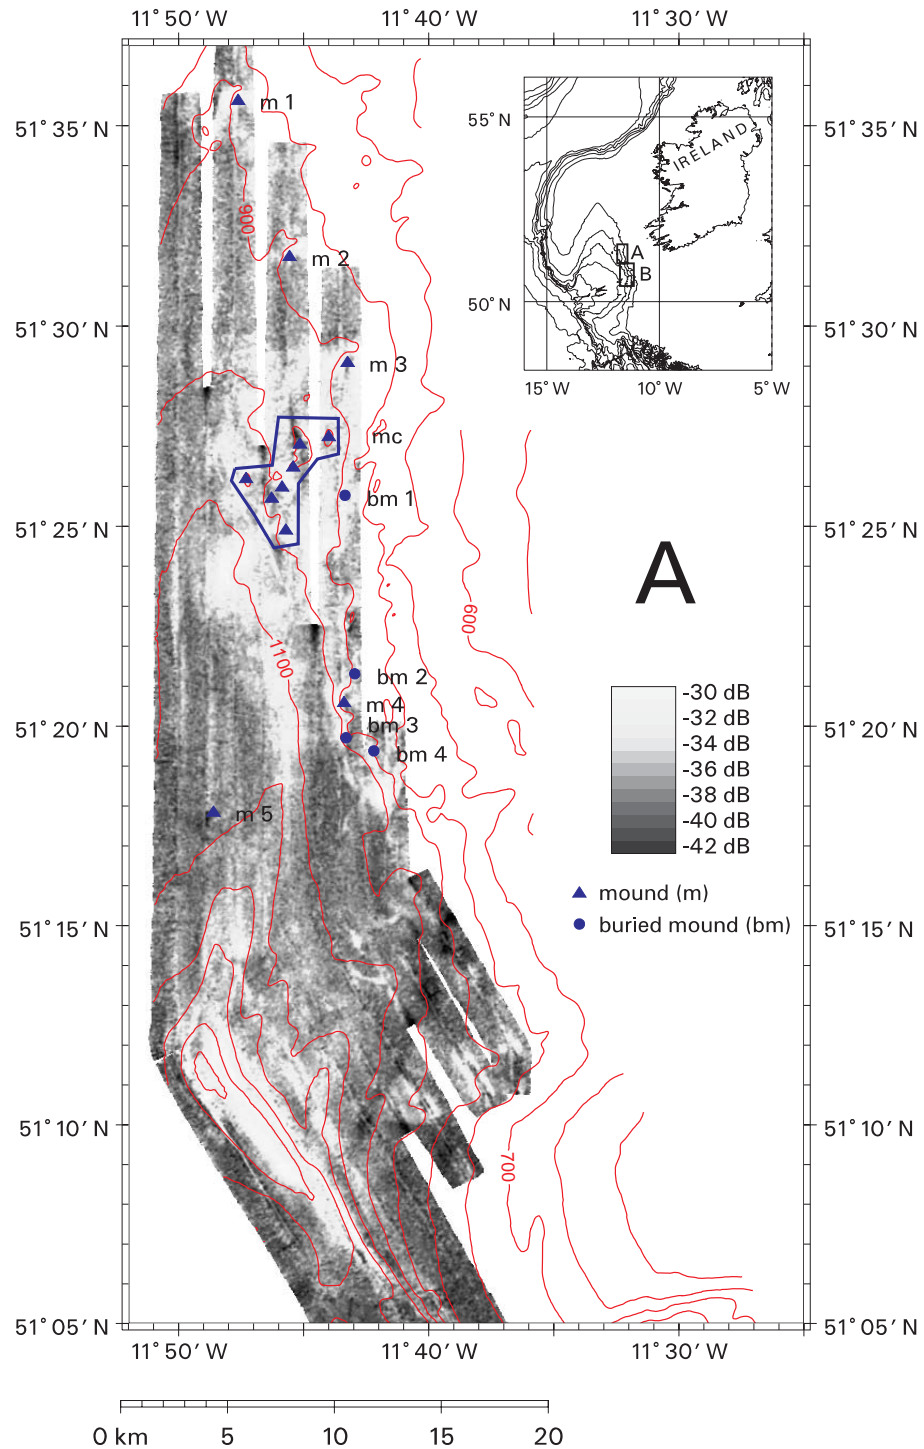 11° 50′ W 11° 40′ W 11° 30′ W
m 1
51° 35′ N 51° 35′ N
55° N
IRELAND
900
m 2
A
B
50° N
51° 30′ N 51° 30′ N
m 3
15° W 10° W 5° W
mc
bm 1
51° 25′ N 51° 25′ N
A
600
1100
bm 2
m 4
bm 3
51° 20′ N 51° 20′ N
bm 4
-30 dB
-32 dB
-34 dB
-36 dB
-38 dB
-40 dB
-42 dB
m 5
mound (m)
buried mound (bm)
51° 15′ N 51° 15′ N
51° 10′ N 51° 10′ N
700
51° 05′ N 51° 05′ N
11° 50′ W 11° 40′ W 11° 30′ W
0 km 5 10 15 20